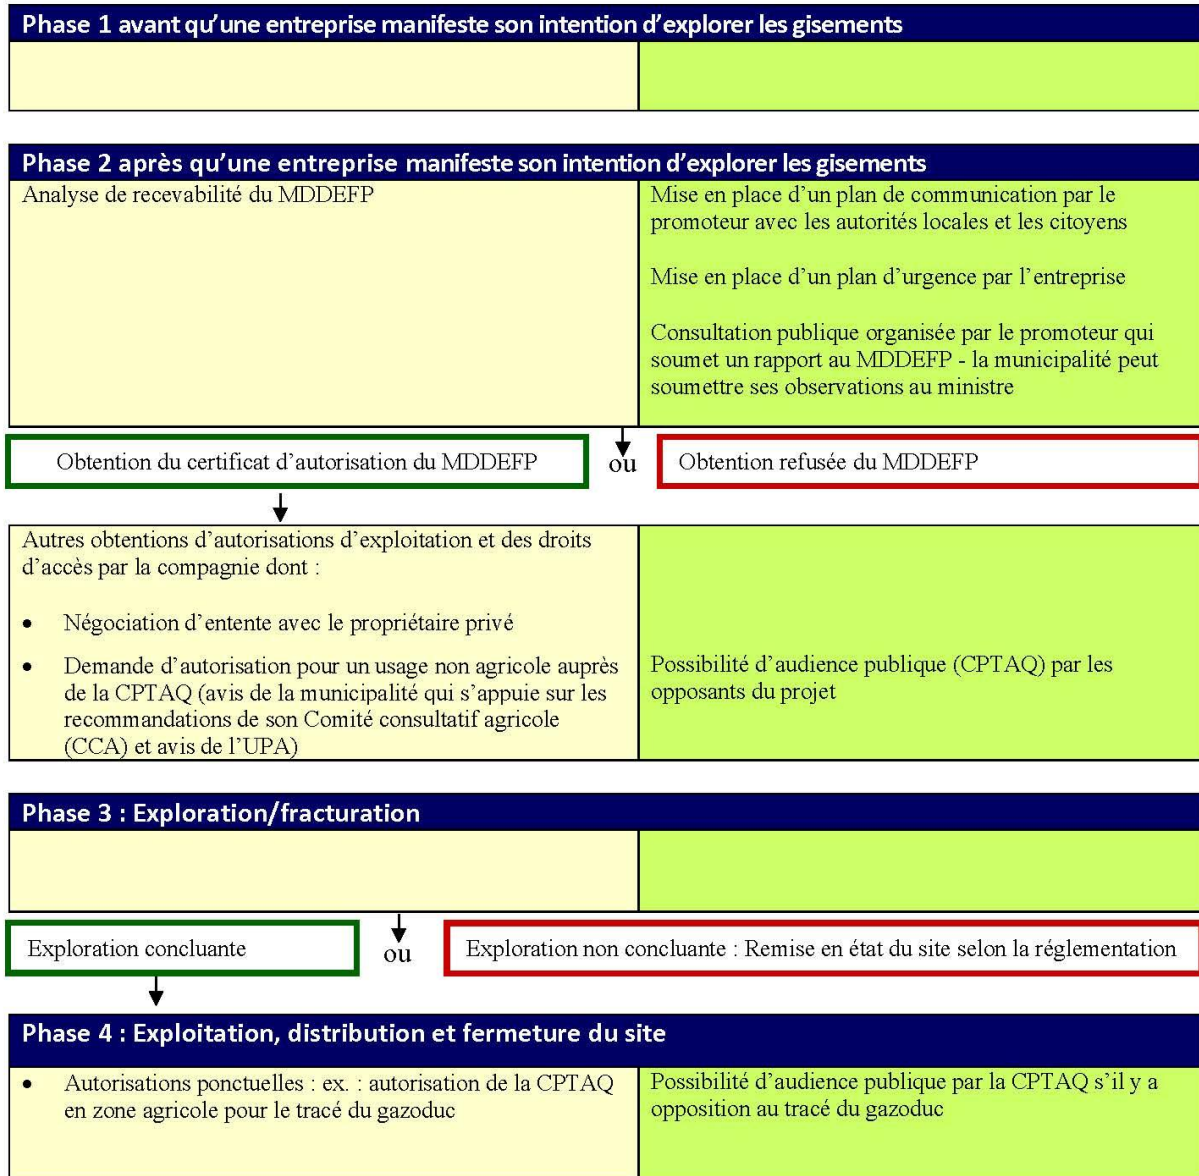 Phase 1 avant qu'une entreprise manifeste son intention d'explorer les gisements
Phase 2 après qu'une entreprise manifeste son intention d'explorer les gisements
Analyse de recevabilité du MDDEFP
Mise en place d'un plan de communication par le
promoteur avec les autorités locales et les citoyens
Mise en place d'un plan d'urgence par l'entreprise
Consultation publique organisée par le promoteur qui
soumet un rapport au MDDEFP - la municipalité peut
soumettre ses observations au ministre
Obtention du certificat d'autorisation du MDDEFP
ou
Obtention refusée du MDDEFP
Autres obtentions d'autorisations d'exploitation et des droits
d'accès par la compagnie dont :
• Négociation d'entente avec le propriétaire privé
• Demande d'autorisation pour un usage non agricole auprès
de la CPTAQ (avis de la municipalité qui s'appuie sur les
recommandations de son Comité consultatif agricole
(CCA) et avis de l'UPA)
Possibilité d'audience publique (CPTAQ) par les
opposants du projet
Phase 3 : Exploration/fracturation
Exploration concluante
ou
Exploration non concluante : Remise en état du site selon la réglementation
Phase 4 : Exploitation, distribution et fermeture du site
• Autorisations ponctuelles : ex. : autorisation de la CPTAQ
en zone agricole pour le tracé du gazoduc
Possibilité d'audience publique par la CPTAQ s'il y a
opposition au tracé du gazoduc